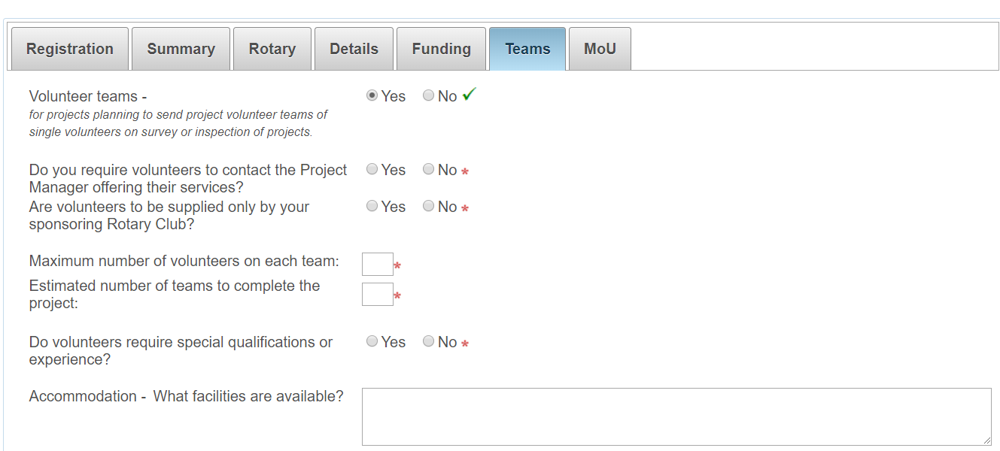 Registration Summary Rotary Details Funding Teams MoU
Volunteer teams - Yes No
for projects planning to send project volunteer teams of
single volunteers on survey or inspection of projects.
Do you require volunteers to contact the Project Yes No *
Manager offering their services?
Are volunteers to be supplied only by your Yes No *
sponsoring Rotary Club?
Maximum number of volunteers on each team: *
Estimated number of teams to complete the *
project:
Do volunteers require special qualifications or Yes No *
experience?
Accommodation - What facilities are available?